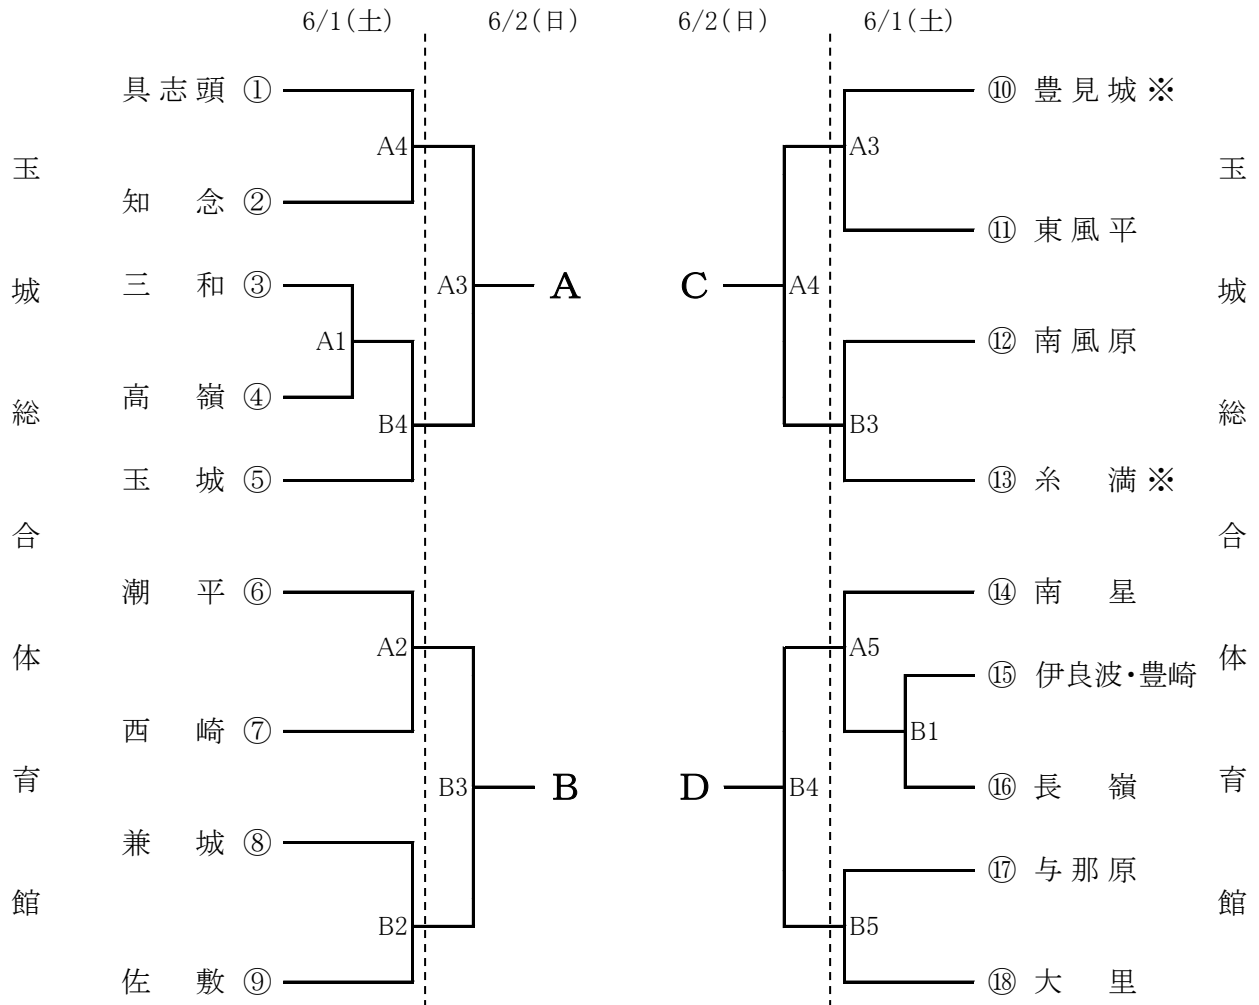 6/1(土) 6/2(日) 6/2(日) 6/1(土)
玉城総合体育館
具志頭 ①
A4
知念 ②
三和 ③
A1
高嶺 ④
B4
玉城 ⑤
A3
A
潮平 ⑥
A2
西崎 ⑦
兼城 ⑧
B2
佐敷 ⑨
B3
B
⑩ 豊見城※
A3
⑪ 東風平
⑫ 南風原
B3
⑬ 糸満※
A4
C
⑭ 南星
A5
⑮ 伊良波・豊崎
B1
⑯ 長嶺
⑰ 与那原
B5
⑱ 大里
B4
D
玉城総合体育館